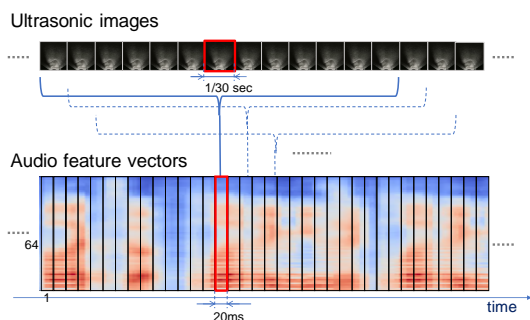 Ultrasonic images
..... .....
1/30 sec
.........
Audio feature vectors
..... .....
64
1
time
20ms